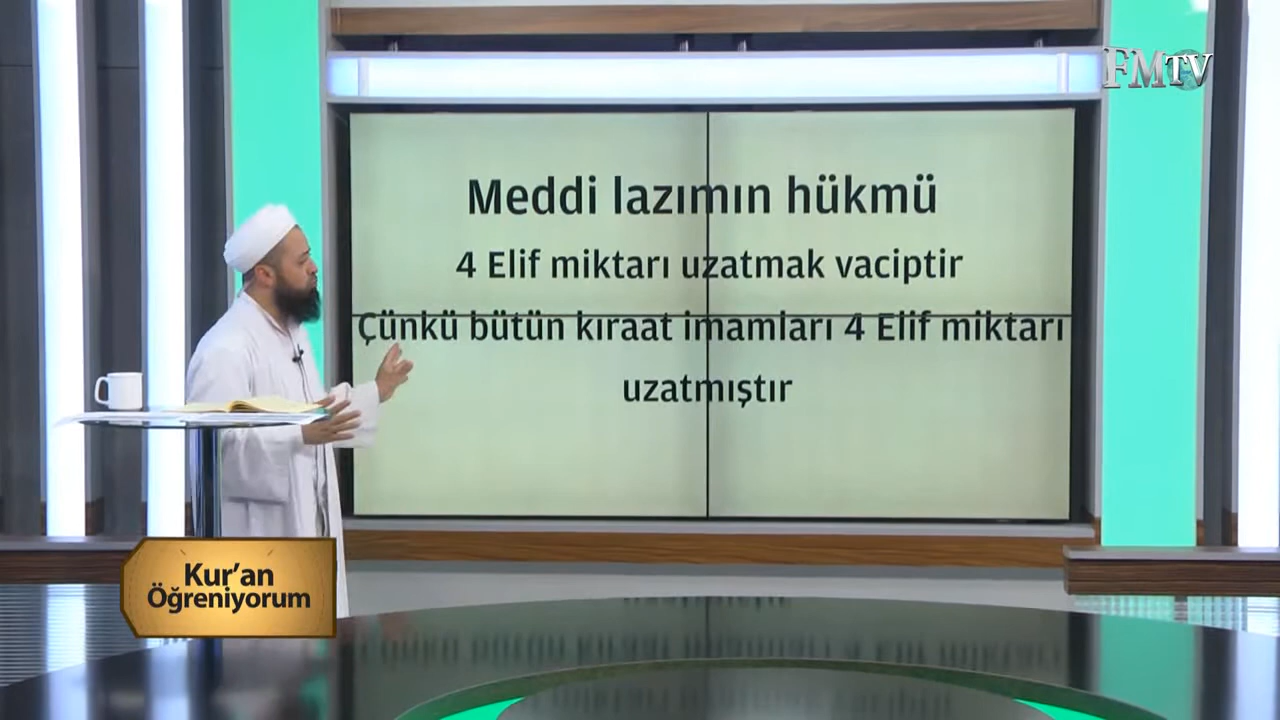 FMTV
Meddi lazımın hükmü
4 Elif miktarı uzatmak vaciptir
Çünkü bütün kıraat imamları 4 Elif miktarı
uzatmıştır
Kur'an
Öğreniyorum